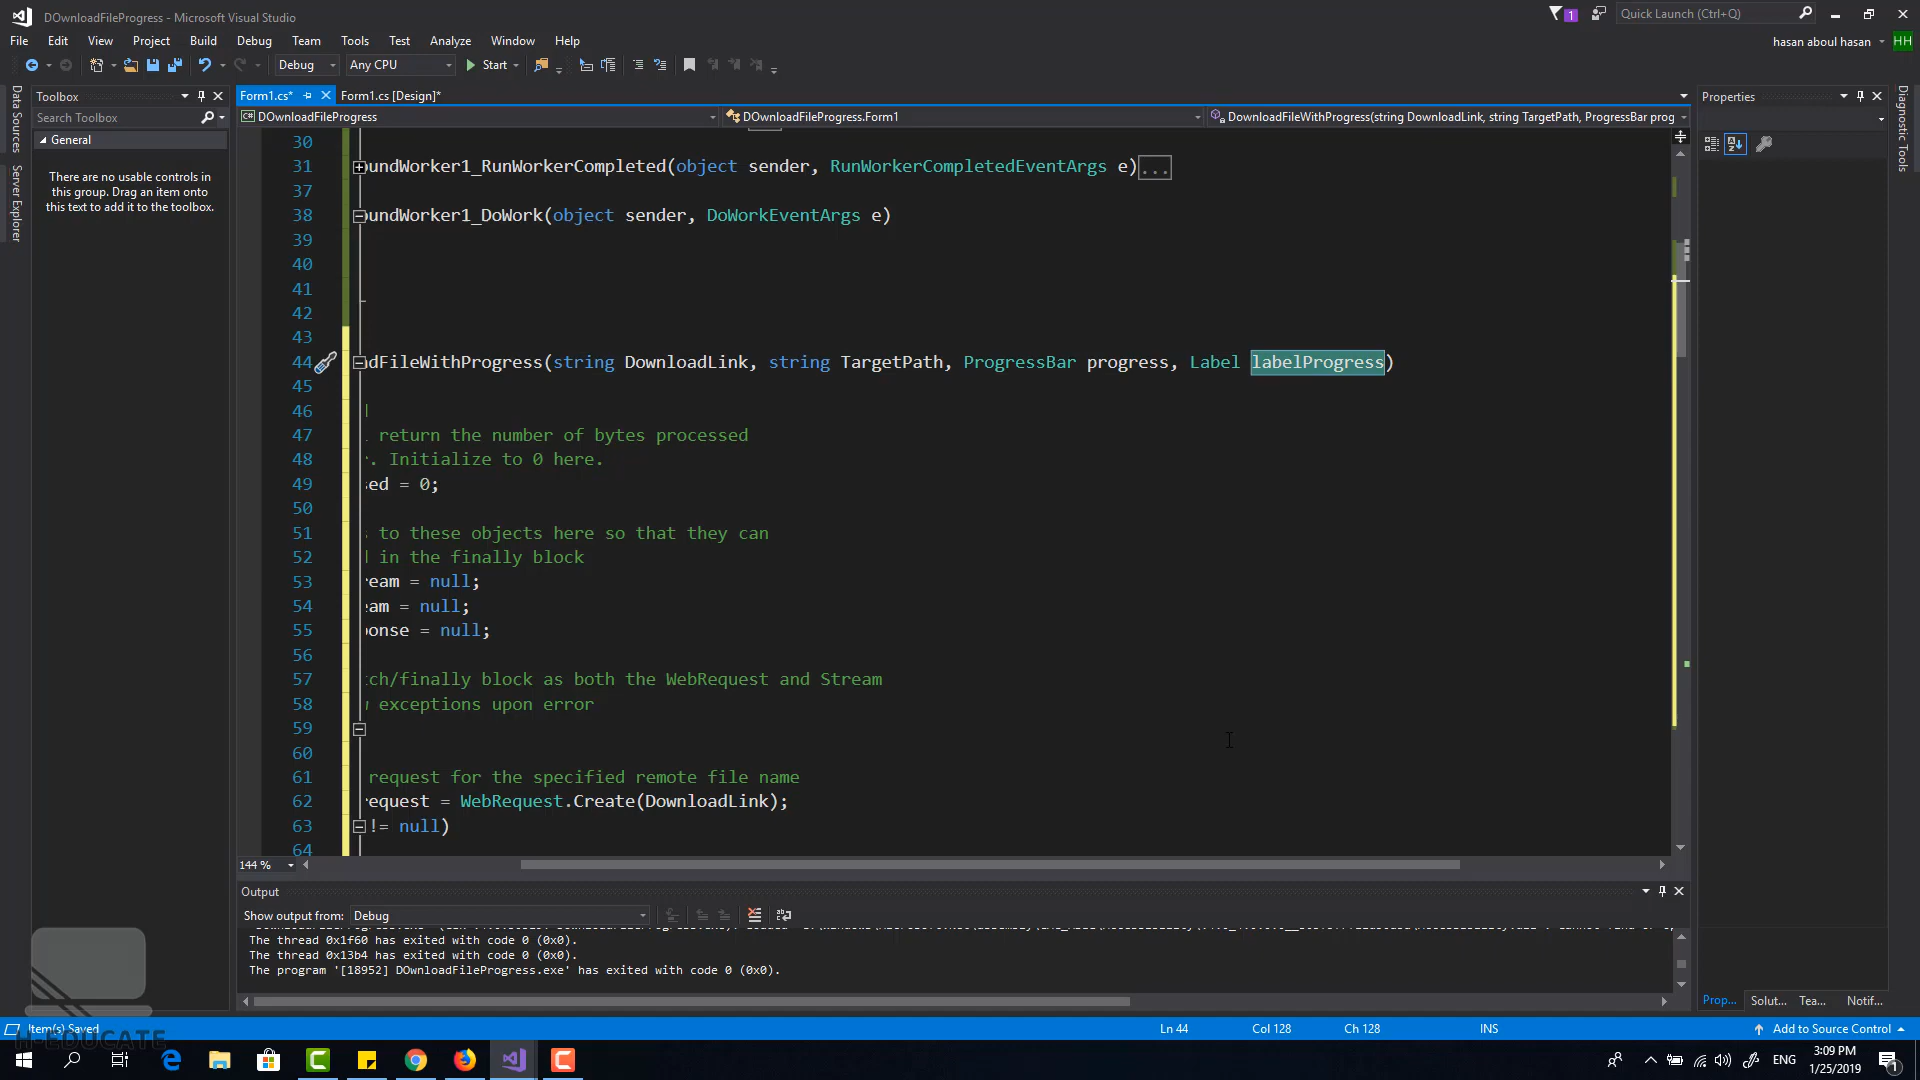 DOwnloadFileProgress - Microsoft Visual Studio
1
Quick Launch (Ctrl+Q)
File Edit View Project Build Debug Team Tools Test Analyze Window Help
hasan aboul hasan HH
Debug Any CPU Start
Data Sources
Server Explorer
Toolbox
Search Toolbox
General
There are no usable controls in
this group. Drag an item onto
this text to add it to the toolbox.
Form1.cs* Form1.cs [Design]*
DOwnloadFileProgress DOwnloadFileProgress.Form1 DownloadFileWithProgress(string DownloadLink, string TargetPath, ProgressBar prog
30
31 oundWorker1_RunWorkerCompleted(object sender, RunWorkerCompletedEventArgs e)...
37
38 oundWorker1_DoWork(object sender, DoWorkEventArgs e)
39
40
41
42
43
44 dFileWithProgress(string DownloadLink, string TargetPath, ProgressBar progress, Label labelProgress)
45
46
47 return the number of bytes processed
48 . Initialize to 0 here.
49 sed = 0;
50
51 s to these objects here so that they can
52 in the finally block
53 ream = null;
54 eam = null;
55 ponse = null;
56
57 tch/finally block as both the WebRequest and Stream
58 exceptions upon error
59
60
61 request for the specified remote file name
62 request = WebRequest.Create(DownloadLink);
63 != null)
64
144 %
Output
Show output from: Debug
The thread 0x1f60 has exited with code 0 (0x0).
The thread 0x13b4 has exited with code 0 (0x0).
The program '[18952] DOwnloadFileProgress.exe' has exited with code 0 (0x0).
Properties
Diagnostic Tools
Prop... Solut... Tea... Notif...
Item(s) Saved
Ln 44 Col 128 Ch 128 INS
Add to Source Control
H-EDUCATE
ENG
3:09 PM
1/25/2019
1